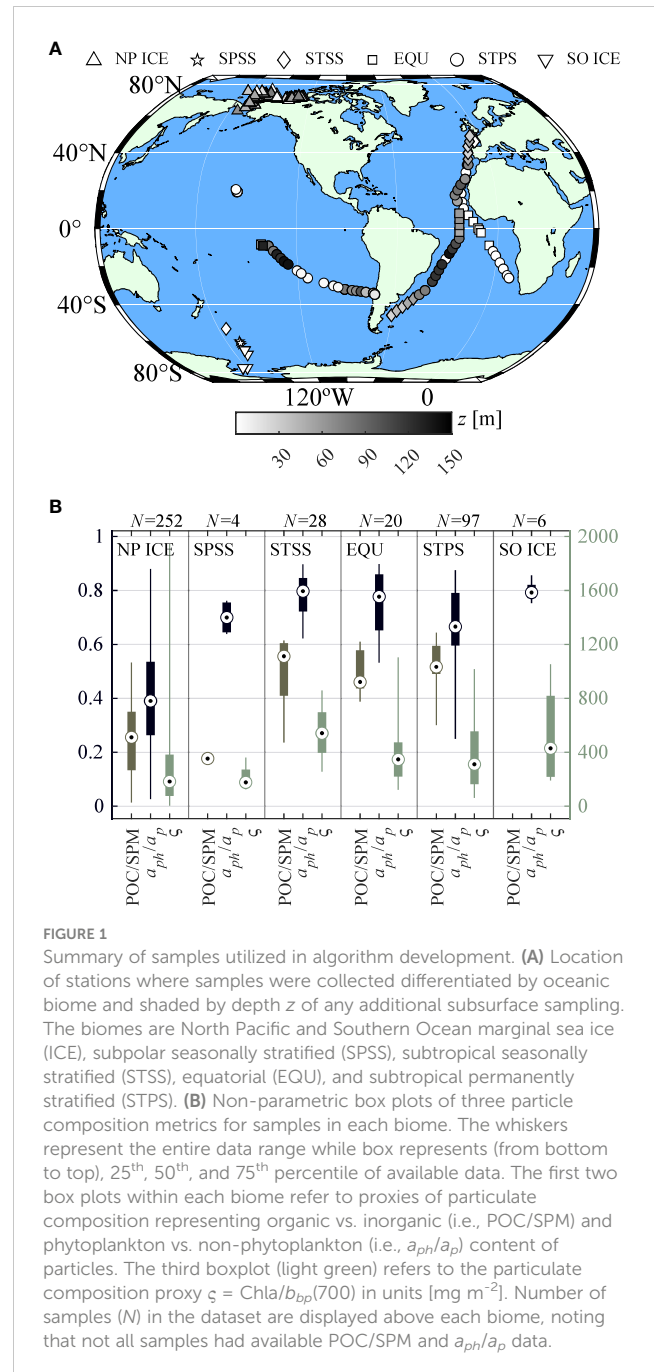 A
NP ICE SPSS STSS EQU STPS SO ICE
80°N
40°N
0°
40°S
80°S
120°W 0
z [m]
30 60 90 120 150
B
N=252 N=4 N=28 N=20 N=97 N=6
1 2000
NP ICE SPSS STSS EQU STPS SO ICE
0.8 1600
0.6 1200
0.4 800
0.2 400
0 0
POC/SPM aph/ap ς POC/SPM aph/ap ς POC/SPM aph/ap ς POC/SPM aph/ap ς POC/SPM aph/ap ς POC/SPM aph/ap ς
FIGURE 1
Summary of samples utilized in algorithm development. (A) Location
of stations where samples were collected differentiated by oceanic
biome and shaded by depth z of any additional subsurface sampling.
The biomes are North Pacific and Southern Ocean marginal sea ice
(ICE), subpolar seasonally stratified (SPSS), subtropical seasonally
stratified (STSS), equatorial (EQU), and subtropical permanently
stratified (STPS). (B) Non-parametric box plots of three particle
composition metrics for samples in each biome. The whiskers
represent the entire data range while box represents (from bottom
to top), 25th, 50th, and 75th percentile of available data. The first two
box plots within each biome refer to proxies of particulate
composition representing organic vs. inorganic (i.e., POC/SPM) and
phytoplankton vs. non-phytoplankton (i.e., aph/ap) content of
particles. The third boxplot (light green) refers to the particulate
composition proxy ς = Chla/bbp(700) in units [mg m-2]. Number of
samples (N) in the dataset are displayed above each biome, noting
that not all samples had available POC/SPM and aph/ap data.